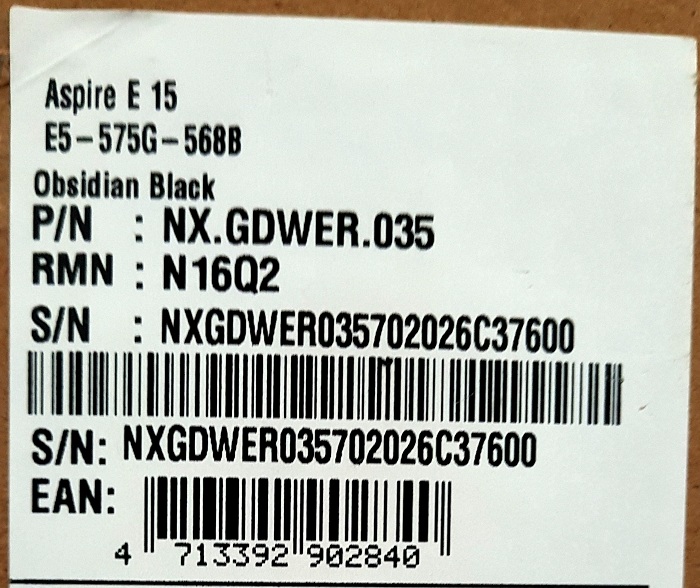 Aspire E 15
E5-575G-568B
Obsidian Black
P/N : NX.GDWER.035
RMN : N16Q2
S/N : NXGDWER035702026C37600
S/N: NXGDWER035702026C37600
EAN:
4 713392 902840